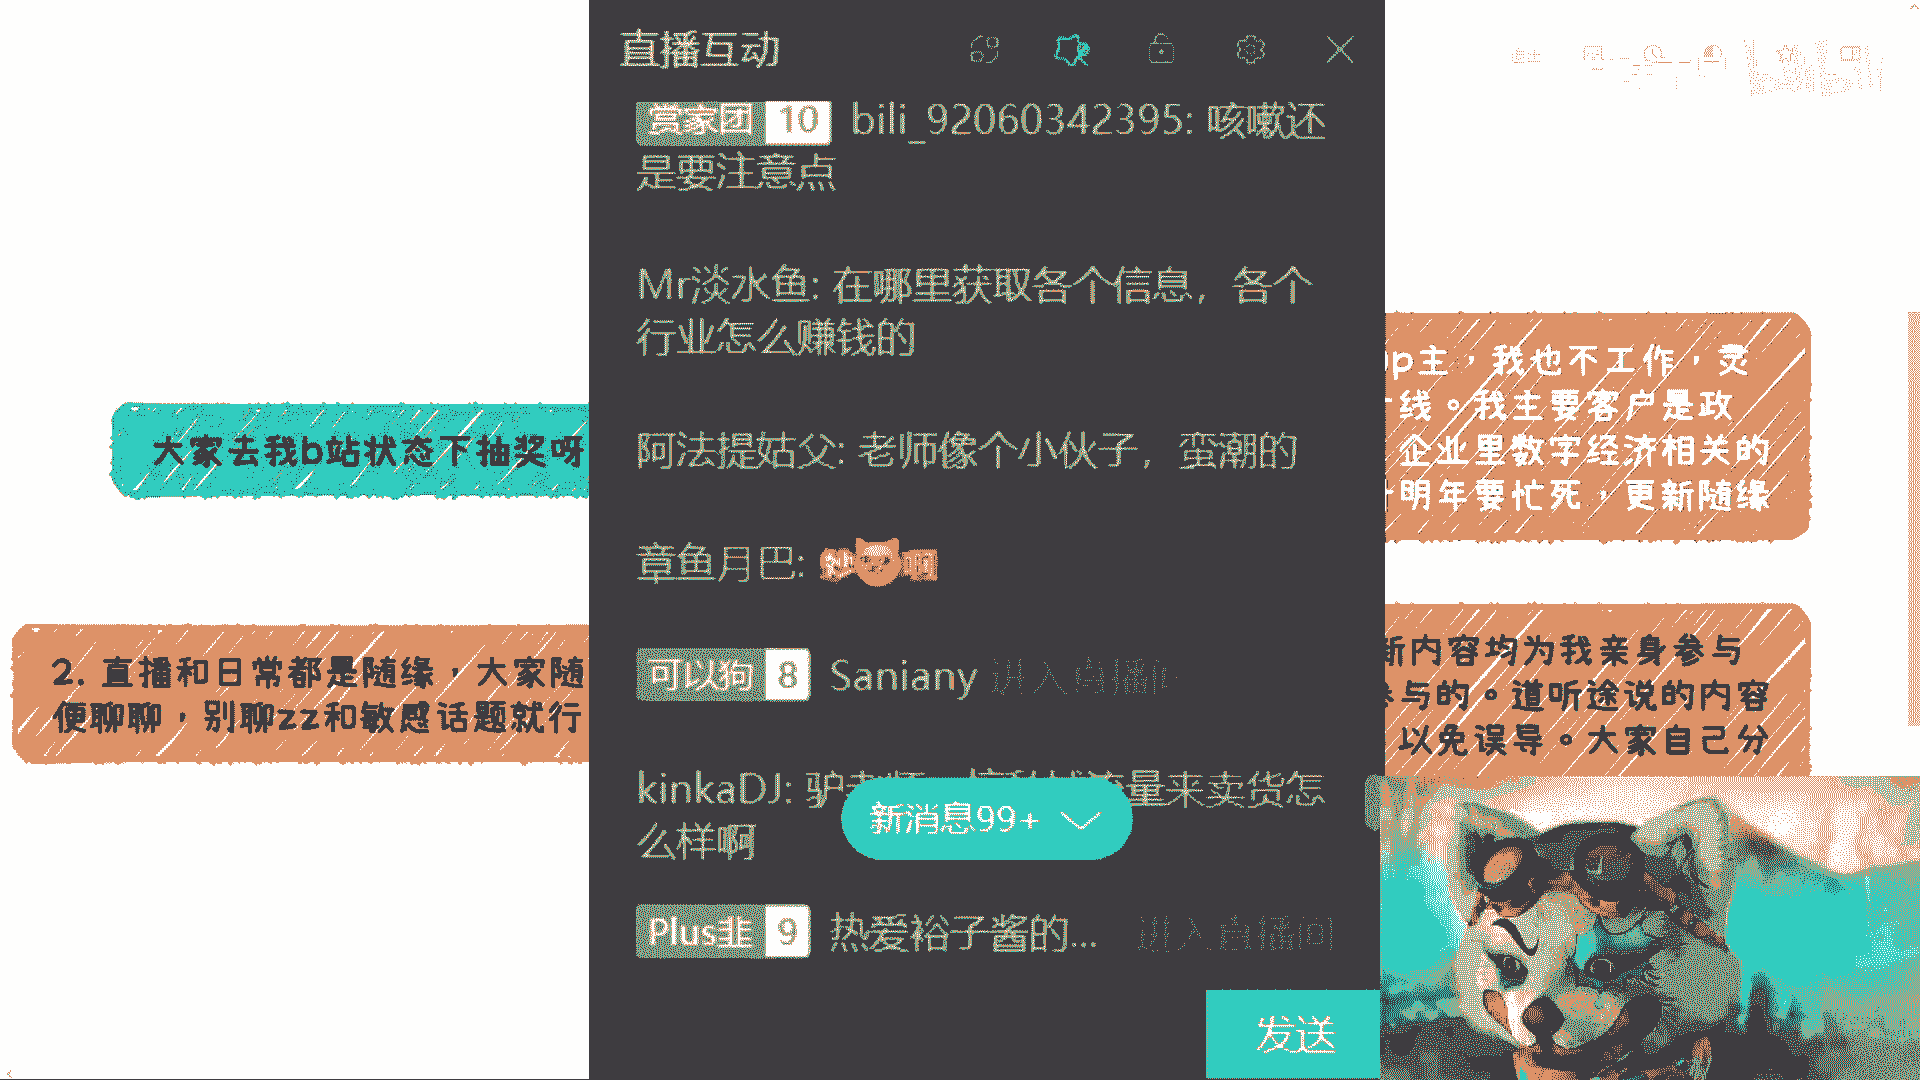 直播互动
赏家团 10 bili_92060342395: 咳嗽还
是要注意点
Mr淡水鱼: 在哪里获取各个信息，各个
行业怎么赚钱的
阿法提姑父: 老师像个小伙子，蛮潮的
章鱼月巴: 妙啊
可以狗 8 Saniany 进入直播间
kinkaDJ: 驴 流量来卖货怎
么样啊
新消息99+
Plus韭 9 热爱裕子酱的... 进入直播间
发送
大家去我b站状态下抽奖呀
2. 直播和日常都是随缘，大家随
便聊聊，别聊zz和敏感话题就行
up主，我也不工作，灵
线。我主要客户是政
企业里数字经济相关的
明年要忙死，更新随缘
新内容均为我亲身参与
参与的。道听途说的内容
以免误导。大家自己分